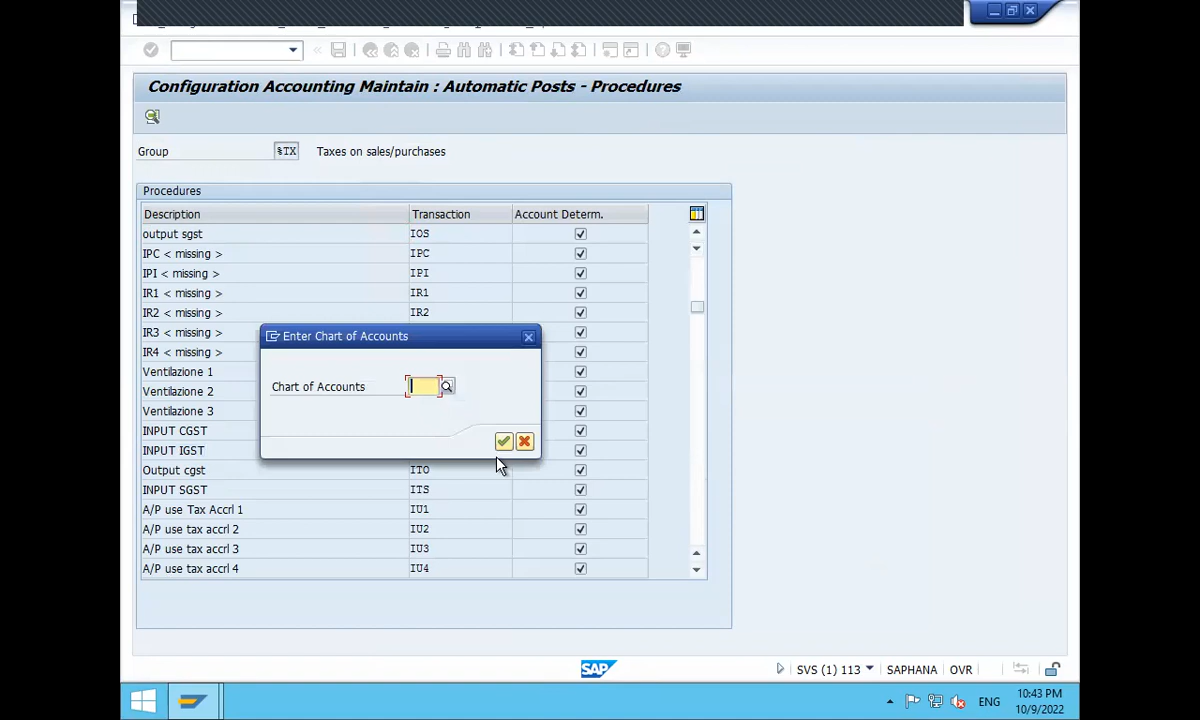 Configuration Accounting Maintain : Automatic Posts - Procedures
Group %TX Taxes on sales/purchases
Procedures
Description Transaction Account Determ.
output sgst IOS
IPC < missing > IPC
IPI < missing > IPI
IR1 < missing > IR1
IR2 < missing > IR2
IR3 < missing >
IR4 < missing >
Ventilazione 1
Ventilazione 2
Ventilazione 3
INPUT CGST
INPUT IGST
Output cgst ITO
INPUT SGST ITS
A/P use Tax Accrl 1 IU1
A/P use tax accrl 2 IU2
A/P use tax accrl 3 IU3
A/P use tax accrl 4 IU4
Enter Chart of Accounts
Chart of Accounts
SAP
SVS (1) 113 SAPHANA OVR
ENG
10:43 PM
10/9/2022